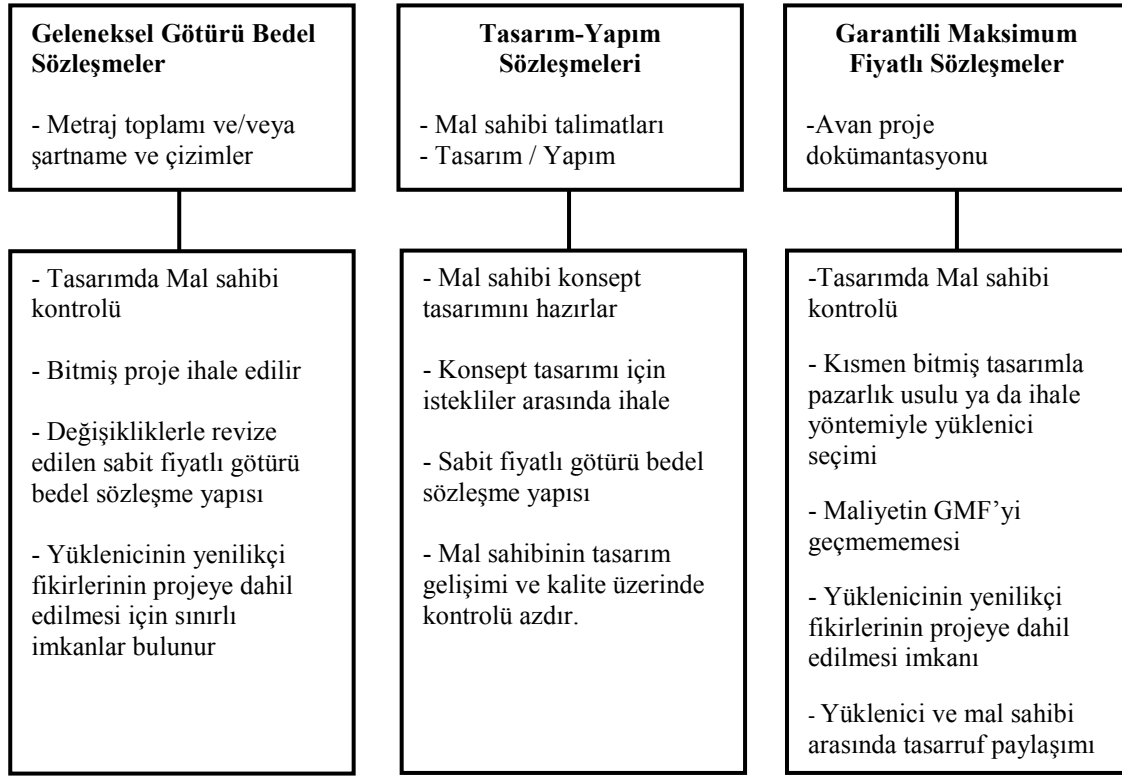 Geleneksel Götürü Bedel
Sözleşmeler
- Metraj toplamı ve/veya
şartname ve çizimler
Tasarım-Yapım
Sözleşmeleri
- Mal sahibi talimatları
- Tasarım / Yapım
Garantili Maksimum
Fiyatlı Sözleşmeler
-Avan proje
dokümantasyonu
- Tasarımda Mal sahibi
kontrolü
- Bitmiş proje ihale edilir
- Değişikliklerle revize
edilen sabit fiyatlı götürü
bedel sözleşme yapısı
- Yüklenicinin yenilikçi
fikirlerinin projeye dahil
edilmesi için sınırlı
imkanlar bulunur
- Mal sahibi konsept
tasarımını hazırlar
- Konsept tasarımı için
istekliler arasında ihale
- Sabit fiyatlı götürü bedel
sözleşme yapısı
- Mal sahibinin tasarım
gelişimi ve kalite üzerinde
kontrolü azdır.
-Tasarımda Mal sahibi
kontrolü
- Kısmen bitmiş tasarımla
pazarlık usulu ya da ihale
yöntemiyle yüklenici
seçimi
- Maliyetin GMF’yi
geçmememesi
- Yüklenicinin yenilikçi
fikirlerinin projeye dahil
edilmesi imkanı
- Yüklenici ve mal sahibi
arasında tasarruf paylaşımı